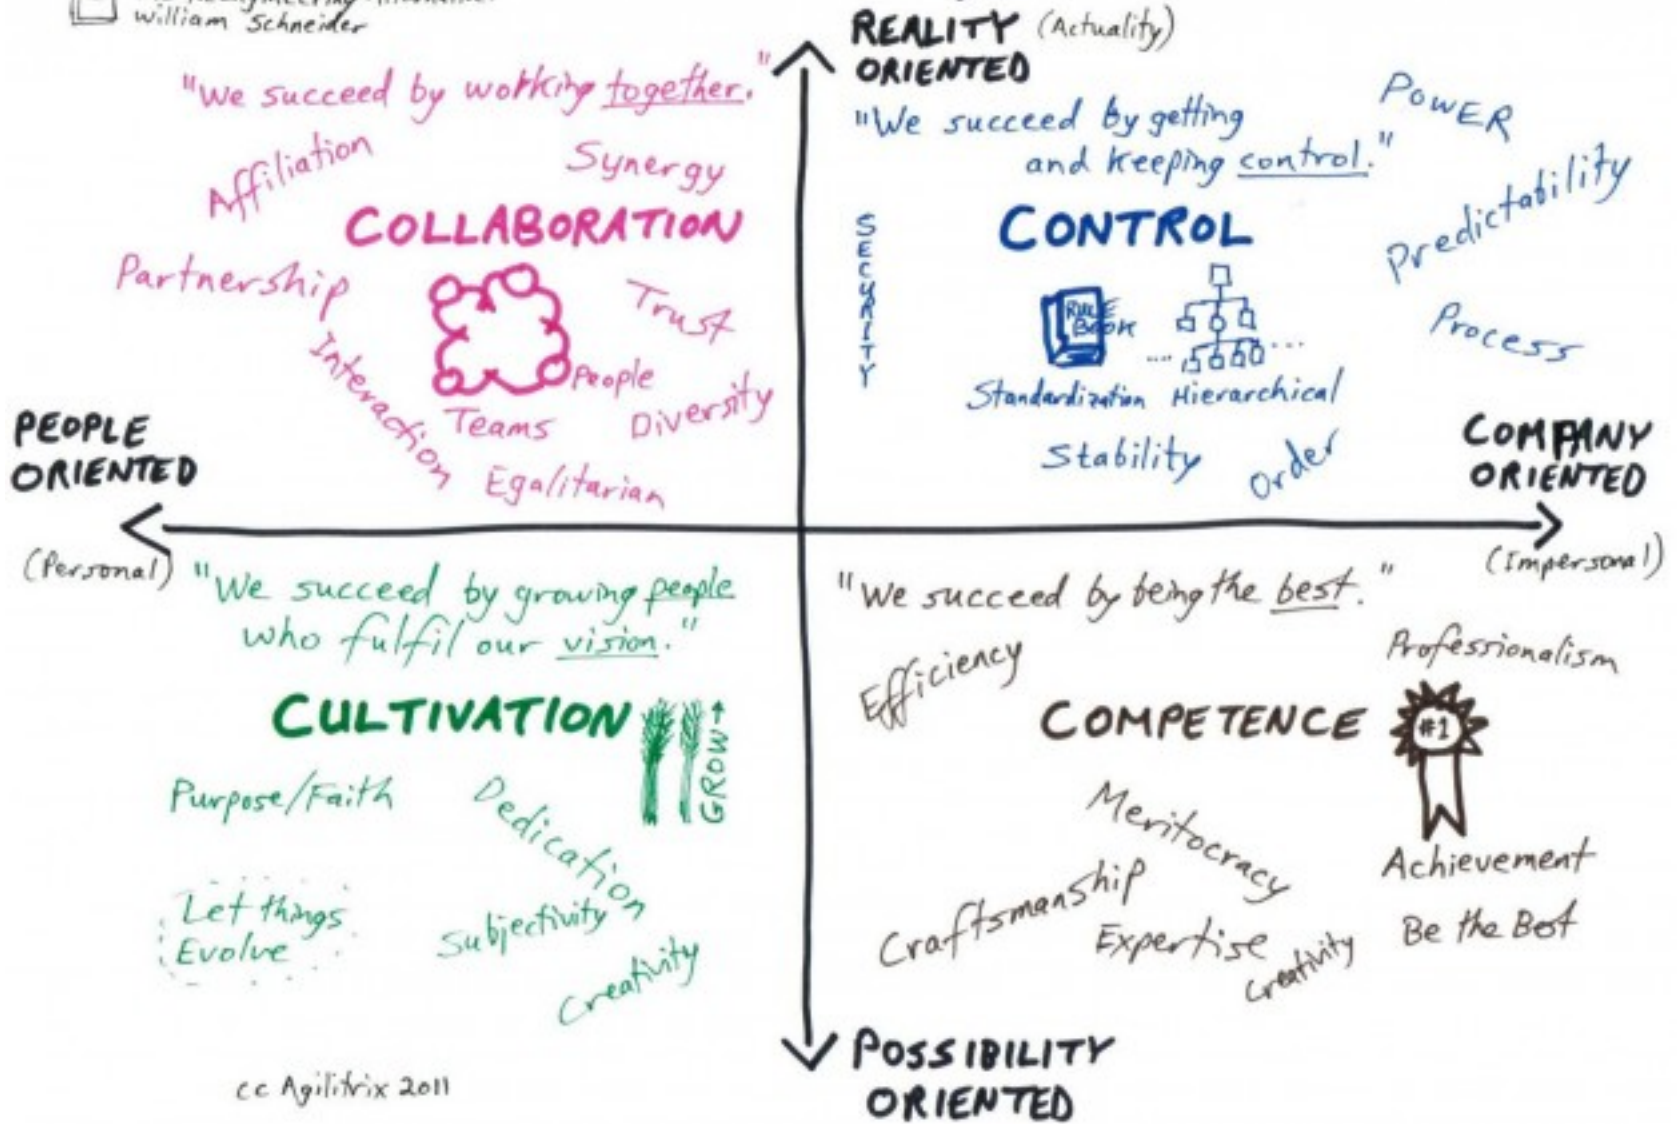 William Schneider
REALITY (Actuality)
ORIENTED
"We succeed by working together."
Affiliation
Synergy
COLLABORATION
Partnership
Trust
Interaction
People
Teams
Diversity
Egalitarian
"We succeed by getting
and keeping control."
POWER
Predictability
SECURITY
CONTROL
RULE
Book
Process
Standardization
Hierarchical
Stability
Order
PEOPLE
ORIENTED
(Personal)
COMPANY
ORIENTED
(Impersonal)
"We succeed by growing people
who fulfil our vision."
CULTIVATION
GROW
Purpose/Faith
Dedication
Let things
Evolve
Subjectivity
Creativity
"We succeed by being the best."
Efficiency
Professionalism
COMPETENCE
#1
Meritocracy
Craftsmanship
Achievement
Expertise
Be the Best
Creativity
POSSIBILITY
ORIENTED
cc Agilitrix 2011